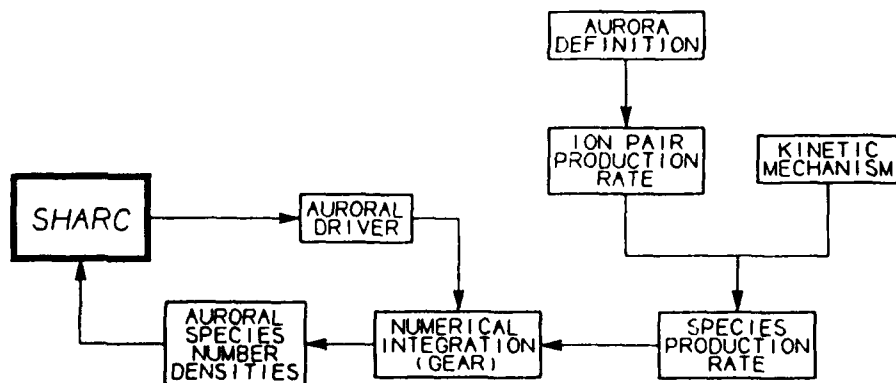 AURORA
DEFINITION
ION PAIR
PRODUCTION
RATE
KINETIC
MECHANISM
SHARC
AURORAL
DRIVER
AURORAL
SPECIES
NUMBER
DENSITIES
NUMERICAL
INTEGRATION
(GEAR)
SPECIES
PRODUCTION
RATE